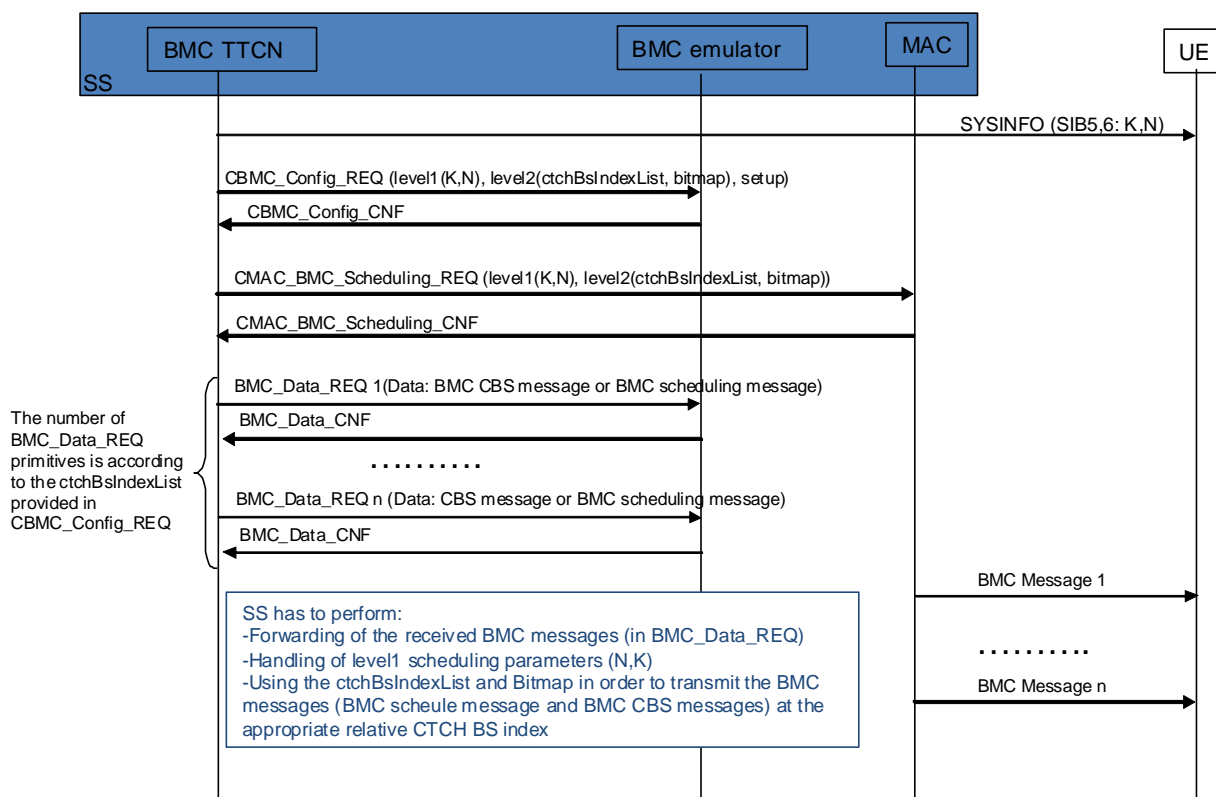 BMC TTCN
BMC emulator
MAC
UE
SS
SYSINFO (SIB5,6: K,N)
CBMC_Config_REQ (level1(K,N), level2(ctchBsIndexList, bitmap), setup)
CBMC_Config_CNF
CMAC_BMC_Scheduling_REQ (level1(K,N), level2(ctchBsIndexList, bitmap))
CMAC_BMC_Scheduling_CNF
The number of
BMC_Data_REQ
primitives is according
to the ctchBsIndexList
provided in
CBMC_Config_REQ
BMC_Data_REQ 1(Data: BMC CBS message or BMC scheduling message)
BMC_Data_CNF
..........
BMC_Data_REQ n (Data: CBS message or BMC scheduling message)
BMC_Data_CNF
BMC Message 1
..........
BMC Message n
SS has to perform:
-Forwarding of the received BMC messages (in BMC_Data_REQ)
-Handling of level1 scheduling parameters (N,K)
-Using the ctchBsIndexList and Bitmap in order to transmit the BMC
messages (BMC scheule message and BMC CBS messages) at the
appropriate relative CTCH BS index